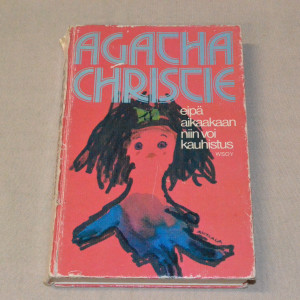 AGATHA
CHRISTIE
eipä
aikaakaan
niin voi
kauhistus
WSOY